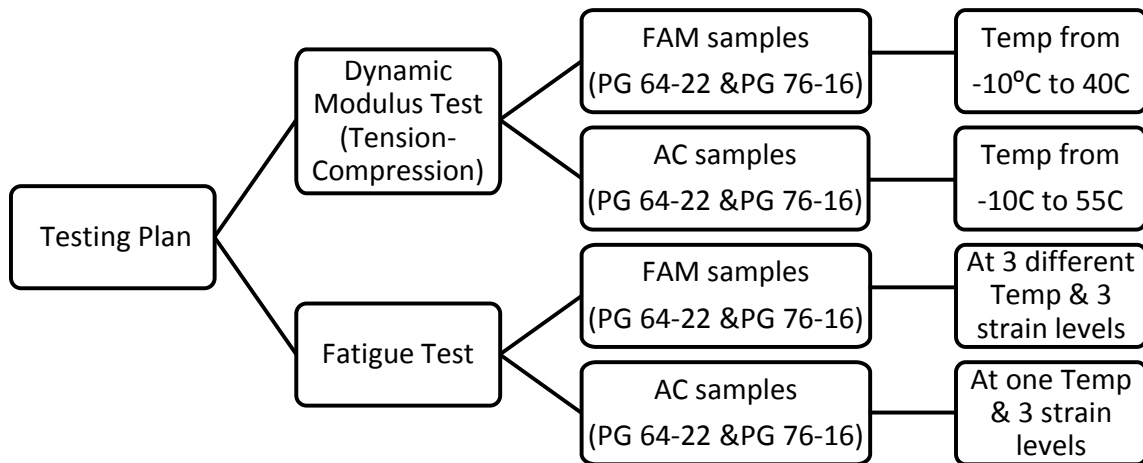 Testing Plan
Dynamic
Modulus Test
(Tension-
Compression)
FAM samples
(PG 64-22 &PG 76-16)
Temp from
-10⁰C to 40C
AC samples
(PG 64-22 &PG 76-16)
Temp from
-10C to 55C
Fatigue Test
FAM samples
(PG 64-22 &PG 76-16)
At 3 different
Temp & 3
strain levels
AC samples
(PG 64-22 &PG 76-16)
At one Temp
& 3 strain
levels